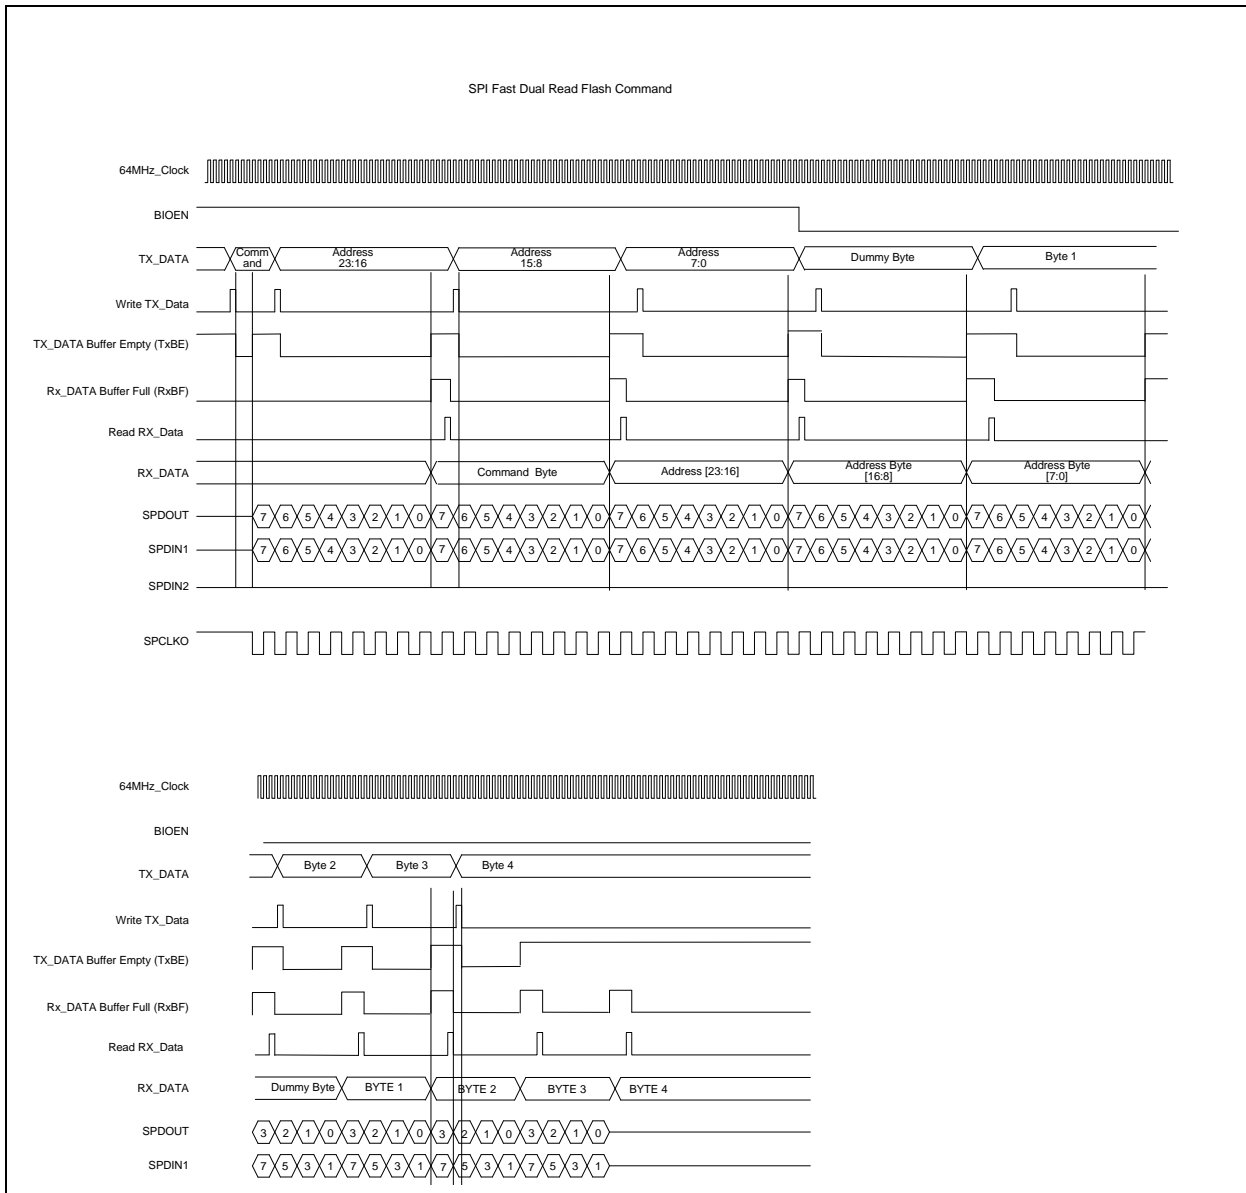 SPI Fast Dual Read Flash Command
64MHz_Clock
BIOEN
TX_DATA
Comm
and
Address
23:16
Address
15:8
Address
7:0
Dummy Byte
Byte 1
Write TX_Data
TX_DATA Buffer Empty (TxBE)
Rx_DATA Buffer Full (RxBF)
Read RX_Data
RX_DATA
Command Byte
Address [23:16]
Address Byte
[16:8]
Address Byte
[7:0]
SPDOUT 7 6 5 4 3 2 1 0 7 6 5 4 3 2 1 0 7 6 5 4 3 2 1 0 7 6 5 4 3 2 1 0 7 6 5 4 3 2 1 0
SPDIN1 7 6 5 4 3 2 1 0 7 6 5 4 3 2 1 0 7 6 5 4 3 2 1 0 7 6 5 4 3 2 1 0 7 6 5 4 3 2 1 0
SPDIN2
SPCLKO
64MHz_Clock
BIOEN
TX_DATA Byte 2 Byte 3 Byte 4
Write TX_Data
TX_DATA Buffer Empty (TxBE)
Rx_DATA Buffer Full (RxBF)
Read RX_Data
RX_DATA Dummy Byte BYTE 1 BYTE 2 BYTE 3 BYTE 4
SPDOUT 3 2 1 0 3 2 1 0 3 2 1 0 3 2 1 0
SPDIN1 7 5 3 1 7 5 3 1 7 5 3 1 7 5 3 1